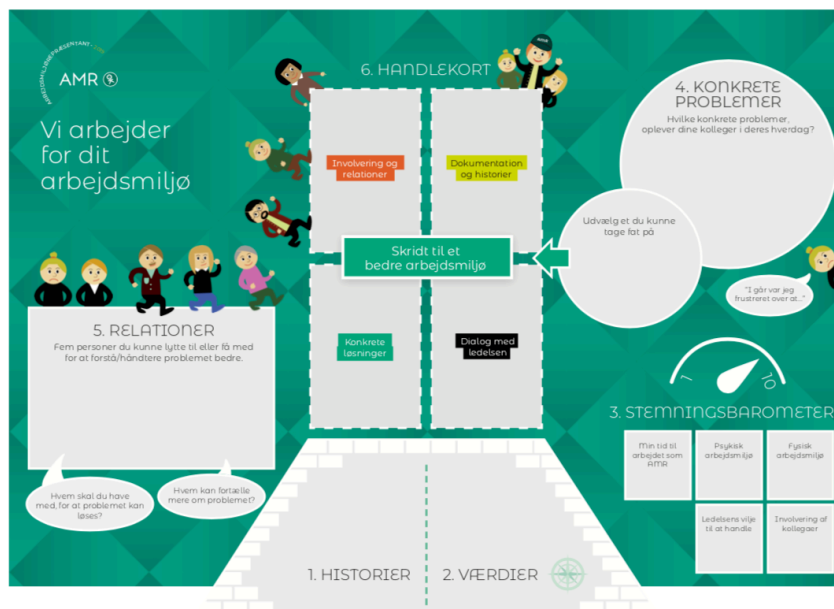 ARBEJDSMILJØREPRÆSENTANT
AMR
Vi arbejder
for dit
arbejdsmiljø
6. HANDLEKORT
Involvering og
relationer
Dokumentation
og historier
Skridt til et
bedre arbejdsmiljø
Konkrete
løsninger
Dialog med
ledelsen
4. KONKRETE
PROBLEMER
Hvilke konkrete problemer,
oplever dine kolleger i deres hverdag?
Udvælg et du kunne
tage fat på
"I går var jeg
frustreret over at..."
5. RELATIONER
Fem personer du kunne lytte til eller få med
for at forstå/håndtere problemet bedre.
Hvem skal du have
med, for at problemet kan
løses?
Hvem kan fortælle
mere om problemet?
1
10
3. STEMNINGSBAROMETER
Min tid til
arbejdet som
AMR
Psykisk
arbejdsmiljø
Fysisk
arbejdsmiljø
Ledelsens vilje
til at handle
Involvering af
kollegaer
1. HISTORIER
2. VÆRDIER